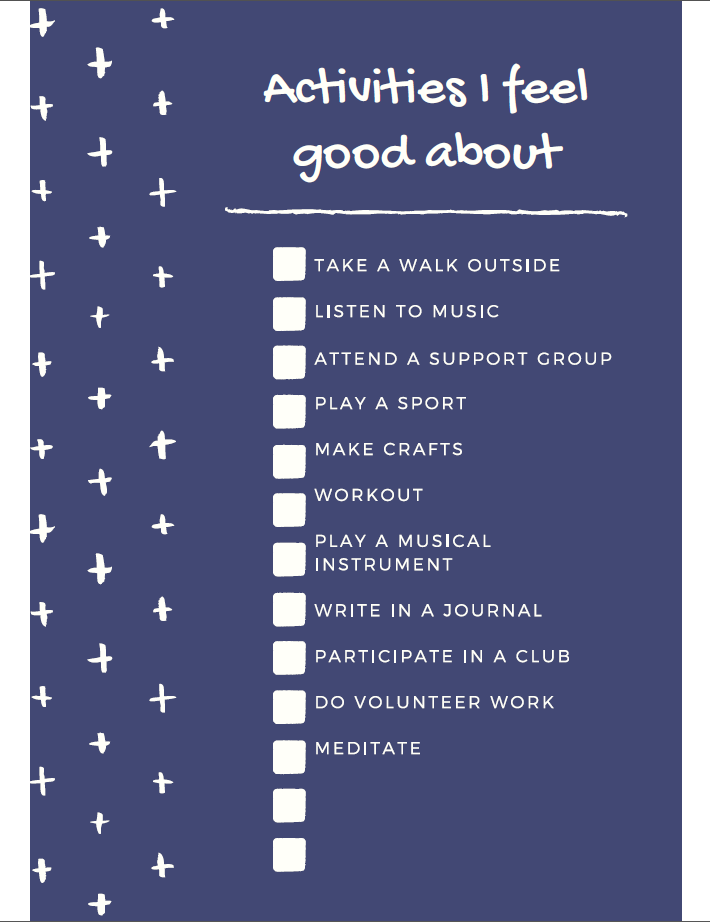 Activities I feel
good about
TAKE A WALK OUTSIDE
LISTEN TO MUSIC
ATTEND A SUPPORT GROUP
PLAY A SPORT
MAKE CRAFTS
WORKOUT
PLAY A MUSICAL
INSTRUMENT
WRITE IN A JOURNAL
PARTICIPATE IN A CLUB
DO VOLUNTEER WORK
MEDITATE